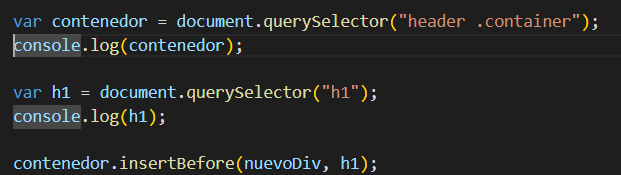 var contenedor = document.querySelector("header .container");
console.log(contenedor);
var h1 = document.querySelector("h1");
console.log(h1);
contenedor.insertBefore(nuevoDiv, h1);